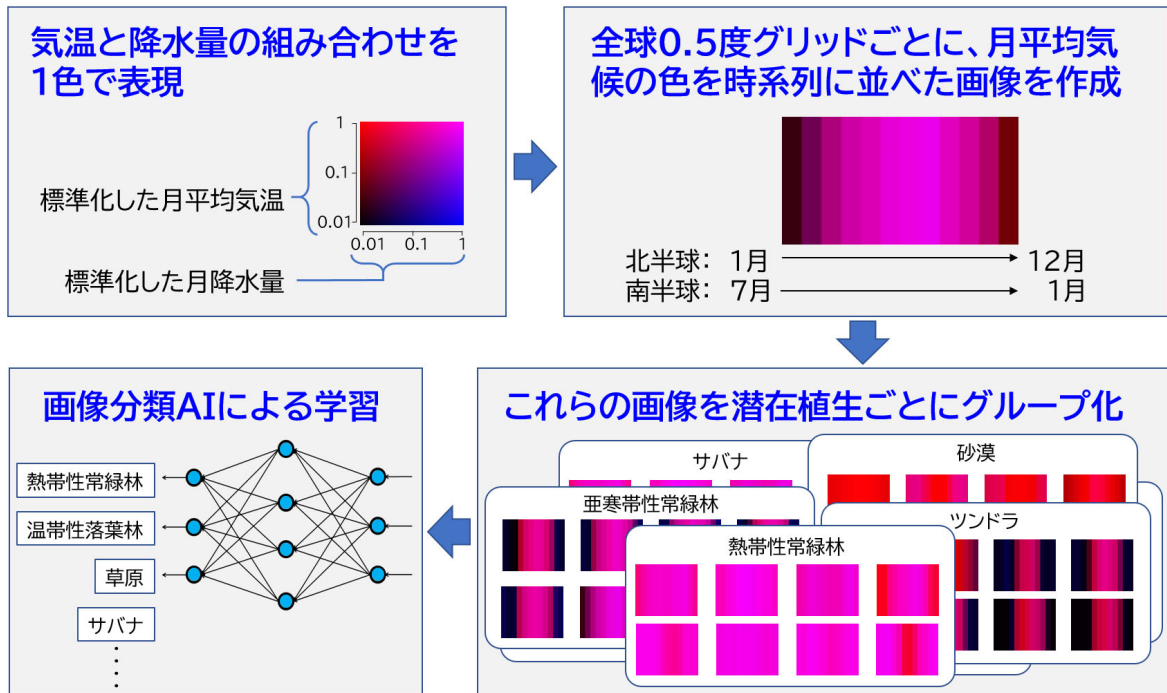 気温と降水量の組み合わせを
1色で表現
1
0.1
0.01
標準化した月平均気温
0.01 0.1 1
標準化した月降水量
全球0.5度グリッドごとに、月平均気
候の色を時系列に並べた画像を作成
北半球： 1月 12月
南半球： 7月 1月
これらの画像を潜在植生ごとにグループ化
サバナ
砂漠
亜寒帯性常緑林
ツンドラ
熱帯性常緑林
画像分類AIによる学習
熱帯性常緑林
温帯性落葉林
草原
サバナ